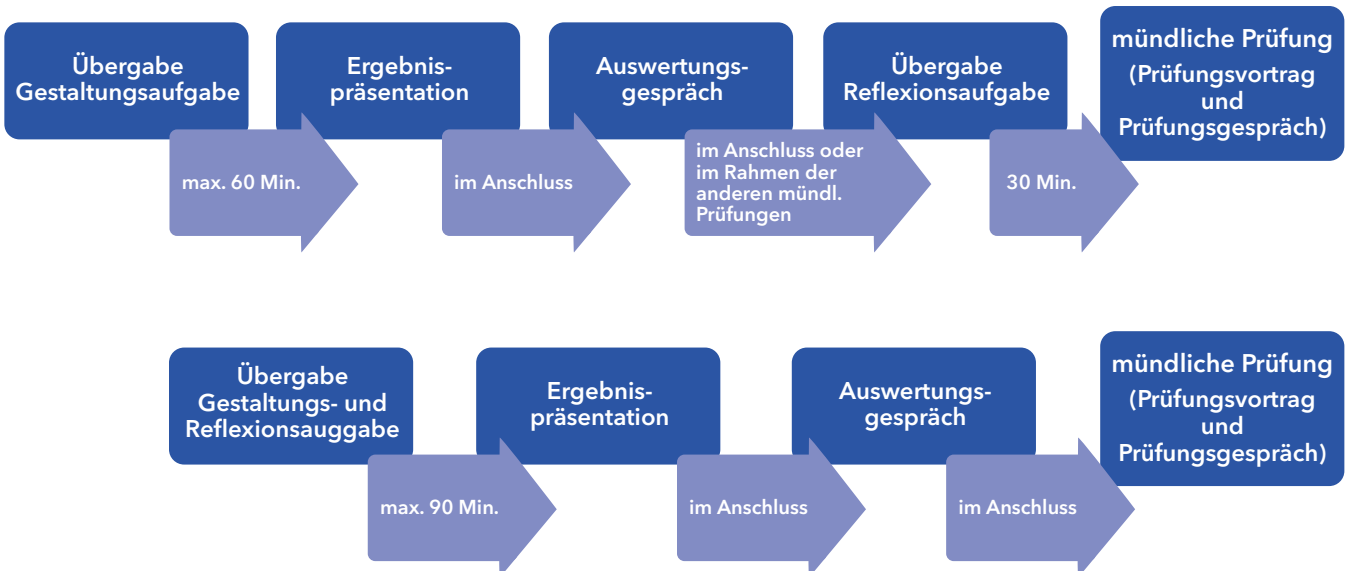 Übergabe
Gestaltungsaufgabe
max. 60 Min.
Ergebnis-
präsentation
im Anschluss
Auswertungs-
gespräch
im Anschluss oder
im Rahmen der
anderen mündl.
Prüfungen
Übergabe
Reflexionsaufgabe
30 Min.
mündliche Prüfung
(Prüfungsvortrag
und
Prüfungsgespräch)
Übergabe
Gestaltungs- und
Reflexionsauggabe
max. 90 Min.
Ergebnis-
präsentation
im Anschluss
Auswertungs-
gespräch
im Anschluss
mündliche Prüfung
(Prüfungsvortrag
und
Prüfungsgespräch)